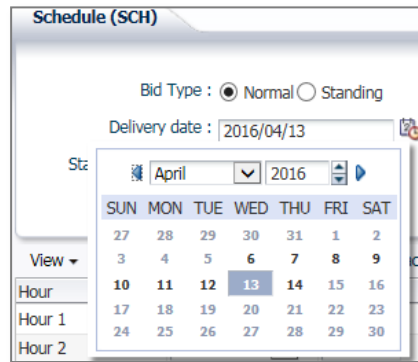 Schedule (SCH)
Bid Type : Normal Standing
Delivery date : 2016/04/13
April 2016
SUN MON TUE WED THU FRI SAT
27 28 29 30 31 1 2
3 4 5 6 7 8 9
View 10 11 12 13 14 15 16
Hour 17 18 19 20 21 22 23
Hour 1 24 25 26 27 28 29 30
Hour 2